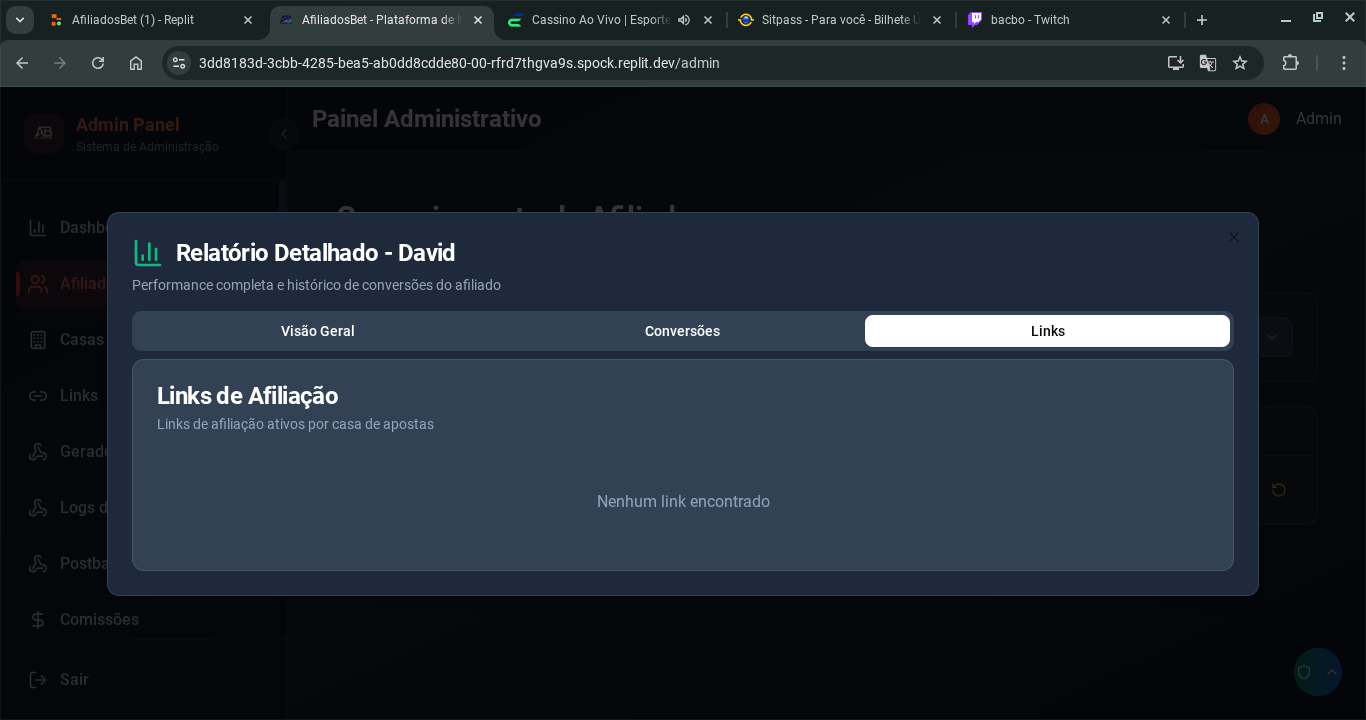 AfiliadosBet (1) - Replit
AfiliadosBet - Plataforma de
Cassino Ao Vivo | Esporte
Sitpass - Para você - Bilhete
bacbo - Twitch
3dd8183d-3cbb-4285-bea5-ab0dd8cdde80-00-rfrd7thgva9s.spock.replit.dev/admin
AB
Admin Panel
Sistema de Administração
Painel Administrativo
A
Admin
Dashbo
Afiliad
Casas
Links
Gerado
Logs d
Postba
Comissões
Sair
Relatório Detalhado - David
Performance completa e histórico de conversões do afiliado
Visão Geral
Conversões
Links
Links de Afiliação
Links de afiliação ativos por casa de apostas
Nenhum link encontrado